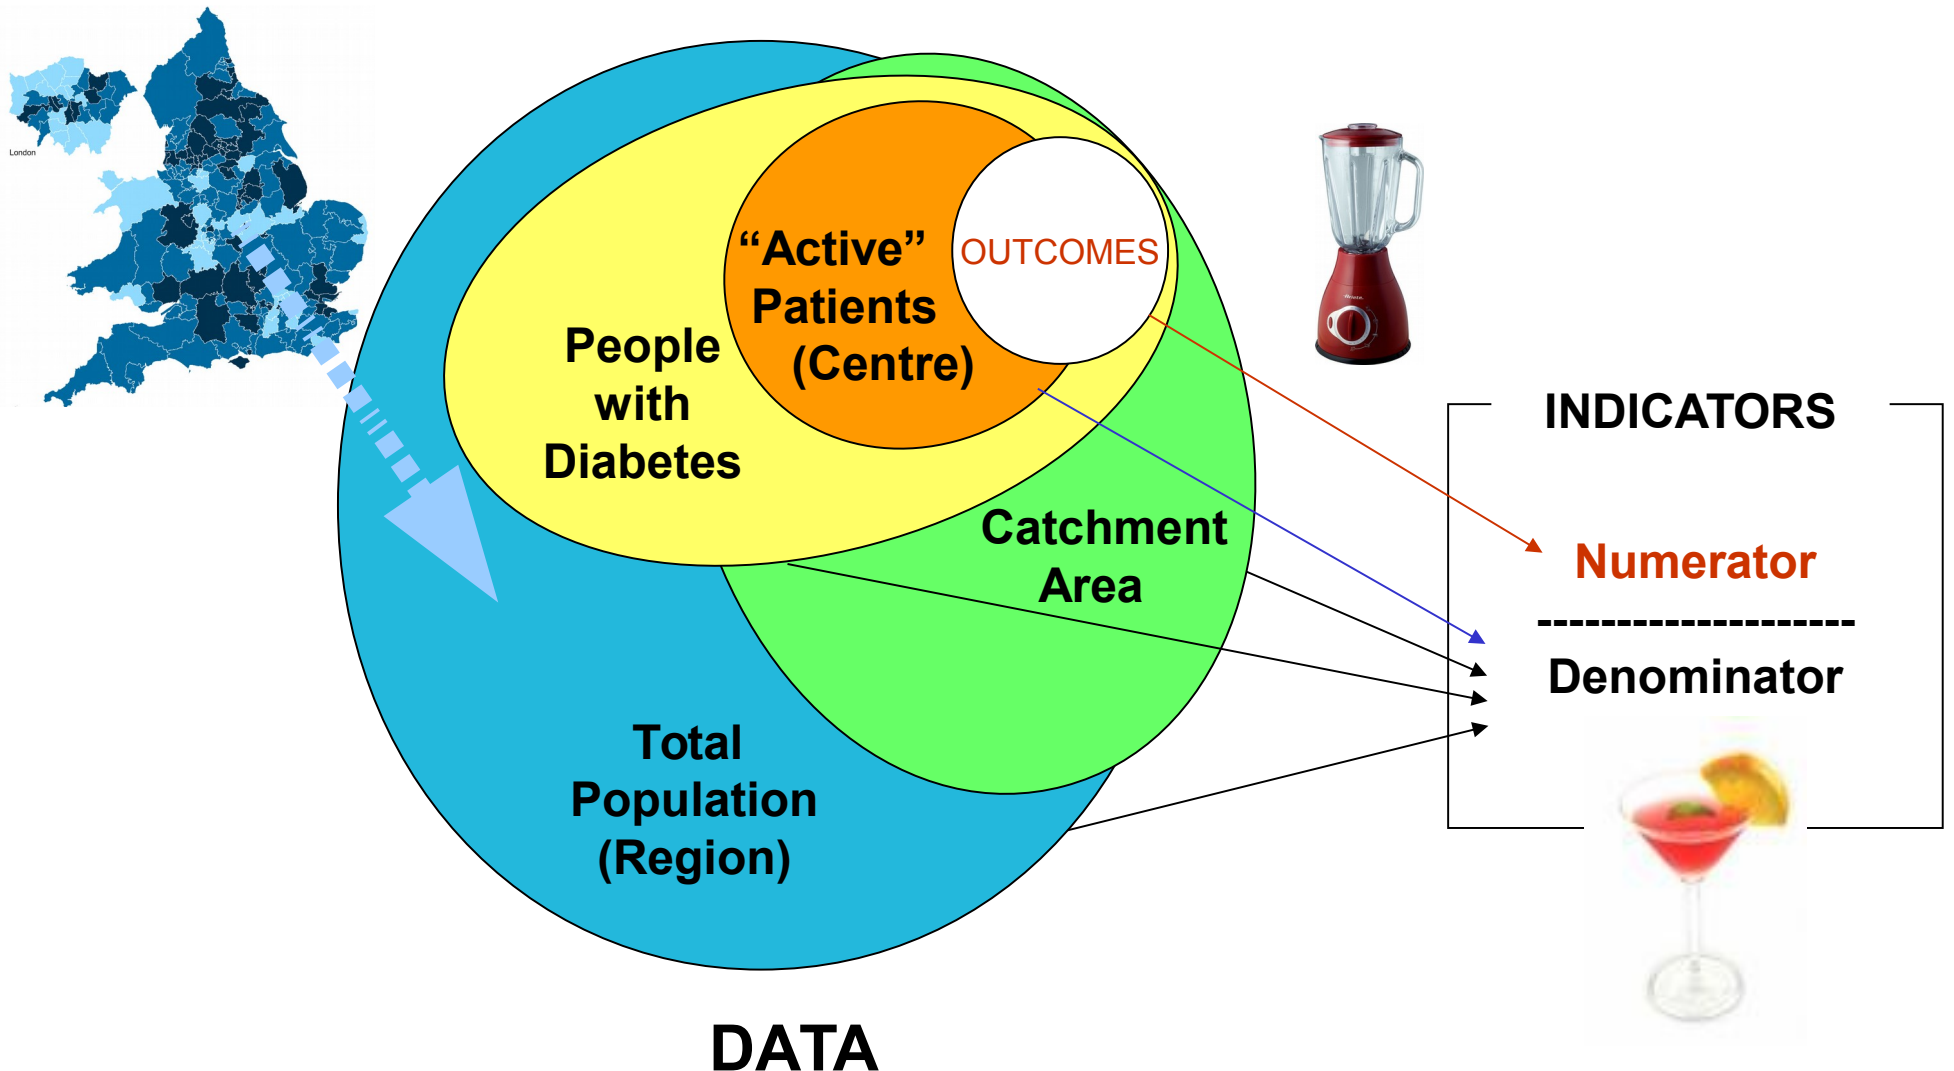 London
“Active”
Patients
(Centre)
OUTCOMES
People
with
Diabetes
Catchment
Area
Total
Population
(Region)
INDICATORS
Numerator
--------------------
Denominator
DATA